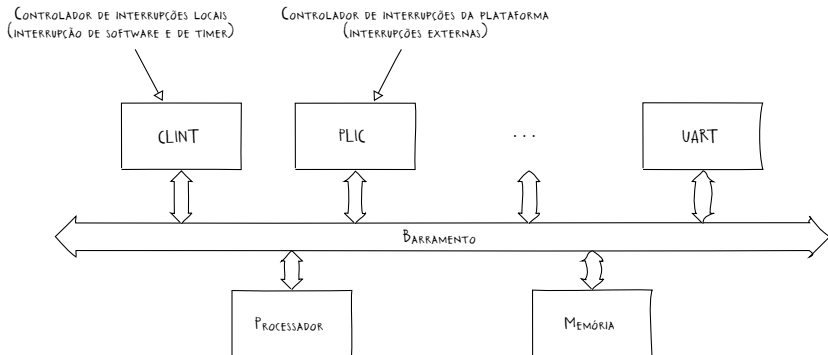 Controlador de interrupções locais
(interrupção de software e de timer)
Controlador de interrupções da plataforma
(interrupções externas)
CLINT
PLIC
...
UART
Barramento
Processador
Memória